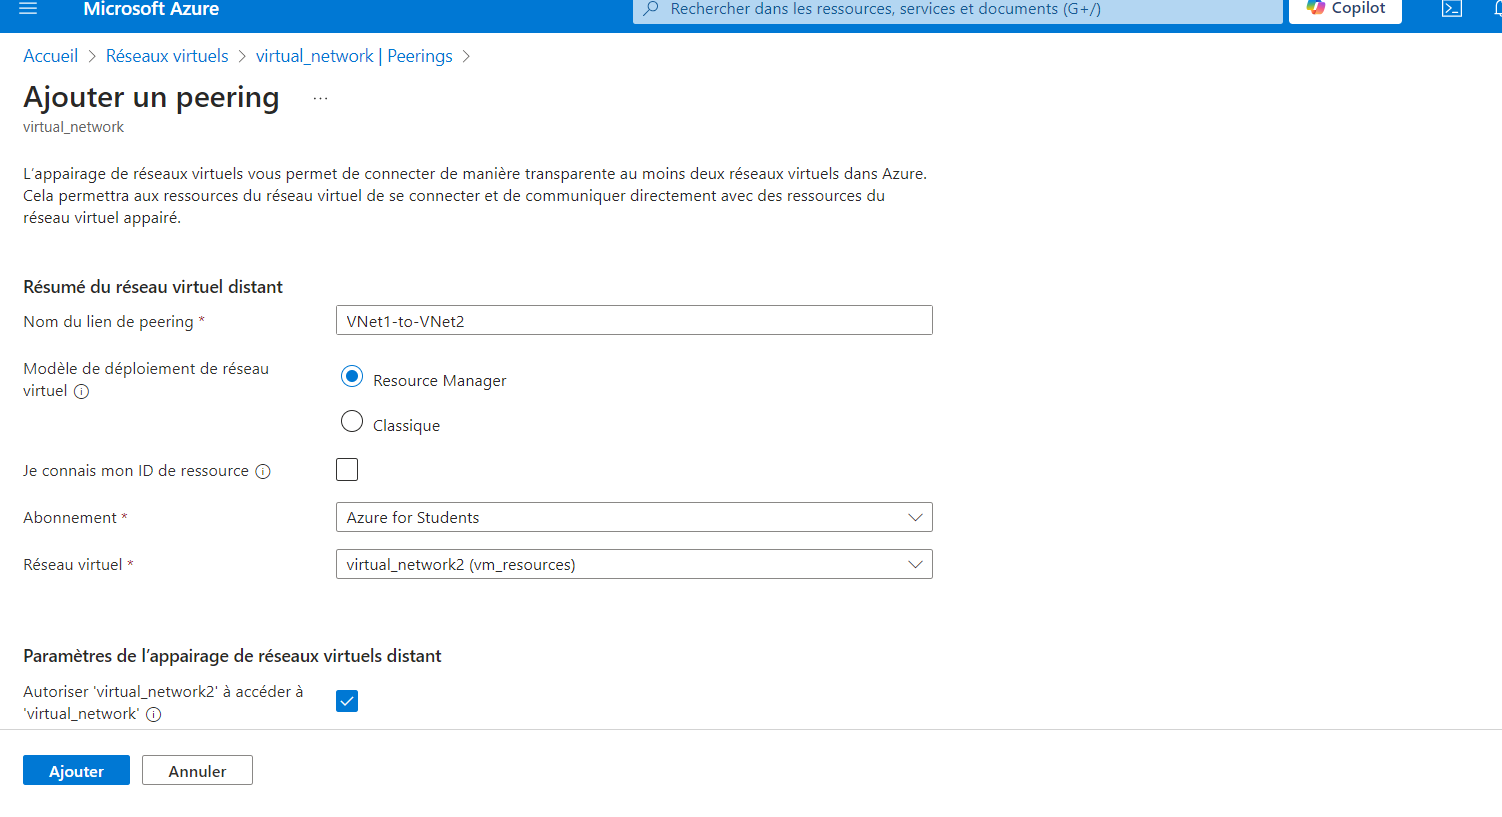 Microsoft Azure
Rechercher dans les ressources, services et documents (G+/)
Copilot
Accueil > Réseaux virtuels > virtual_network | Peerings >
Ajouter un peering ...
virtual_network
L'appairage de réseaux virtuels vous permet de connecter de manière transparente au moins deux réseaux virtuels dans Azure.
Cela permettra aux ressources du réseau virtuel de se connecter et de communiquer directement avec des ressources du
réseau virtuel appairé.
Résumé du réseau virtuel distant
Nom du lien de peering *
VNet1-to-VNet2
Modèle de déploiement de réseau
virtuel
Resource Manager
Classique
Je connais mon ID de ressource
Abonnement *
Azure for Students
Réseau virtuel *
virtual_network2 (vm_resources)
Paramètres de l'appairage de réseaux virtuels distant
Autoriser 'virtual_network2' à accéder à
'virtual_network'
Ajouter
Annuler